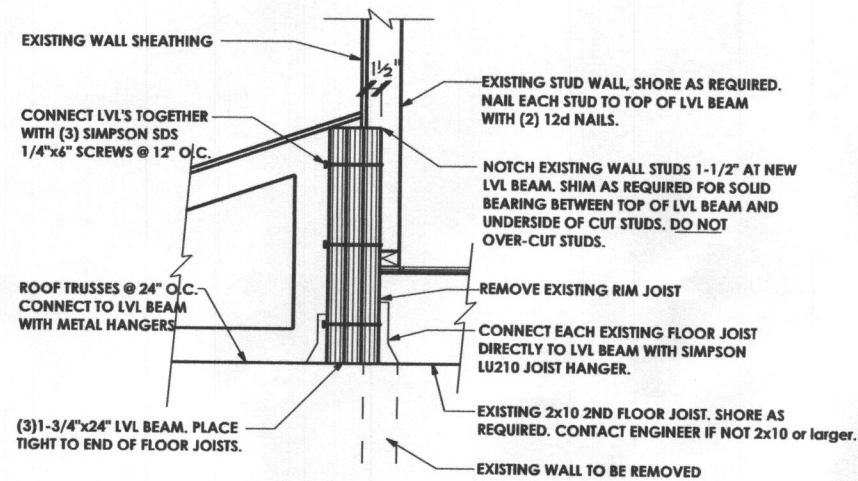 EXISTING WALL SHEATHING
1½"
EXISTING STUD WALL, SHORE AS REQUIRED.
NAIL EACH STUD TO TOP OF LVL BEAM
WITH (2) 12d NAILS.
CONNECT LVL'S TOGETHER
WITH (3) SIMPSON SDS
1/4"x6" SCREWS @ 12" O.C.
NOTCH EXISTING WALL STUDS 1-1/2" AT NEW
LVL BEAM. SHIM AS REQUIRED FOR SOLID
BEARING BETWEEN TOP OF LVL BEAM AND
UNDERSIDE OF CUT STUDS. DO NOT
OVER-CUT STUDS.
ROOF TRUSSES @ 24" O.C.
CONNECT TO LVL BEAM
WITH METAL HANGERS
REMOVE EXISTING RIM JOIST
CONNECT EACH EXISTING FLOOR JOIST
DIRECTLY TO LVL BEAM WITH SIMPSON
LU210 JOIST HANGER.
(3)1-3/4"x24" LVL BEAM. PLACE
TIGHT TO END OF FLOOR JOISTS.
EXISTING 2x10 2ND FLOOR JOIST. SHORE AS
REQUIRED. CONTACT ENGINEER IF NOT 2x10 or larger.
EXISTING WALL TO BE REMOVED